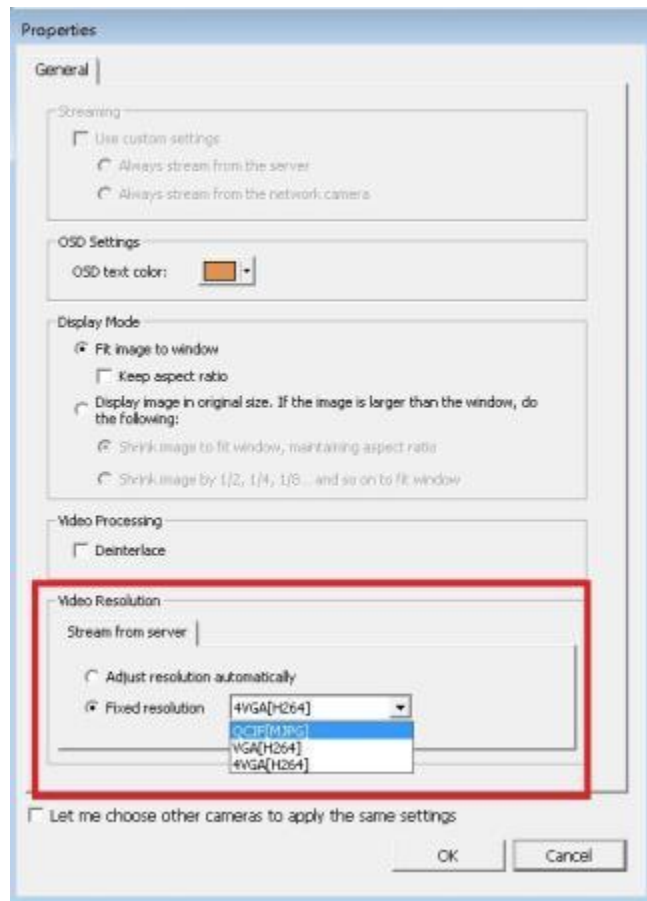 Properties
General
Streaming
Use custom settings
Always stream from the server
Always stream from the network camera
OSD Settings
OSD text color:
Display Mode
Fit image to window
Keep aspect ratio
Display image in original size. If the image is larger than the window, do
the following:
Shrink image to fit window, maintaining aspect ratio
Shrink image by 1/2, 1/4, 1/8... and so on to fit window
Video Processing
Deinterlace
Video Resolution
Stream from server
Adjust resolution automatically
Fixed resolution 4VGA[H264]
QCIF[MJPG]
VGA[H264]
4VGA[H264]
Let me choose other cameras to apply the same settings
OK Cancel